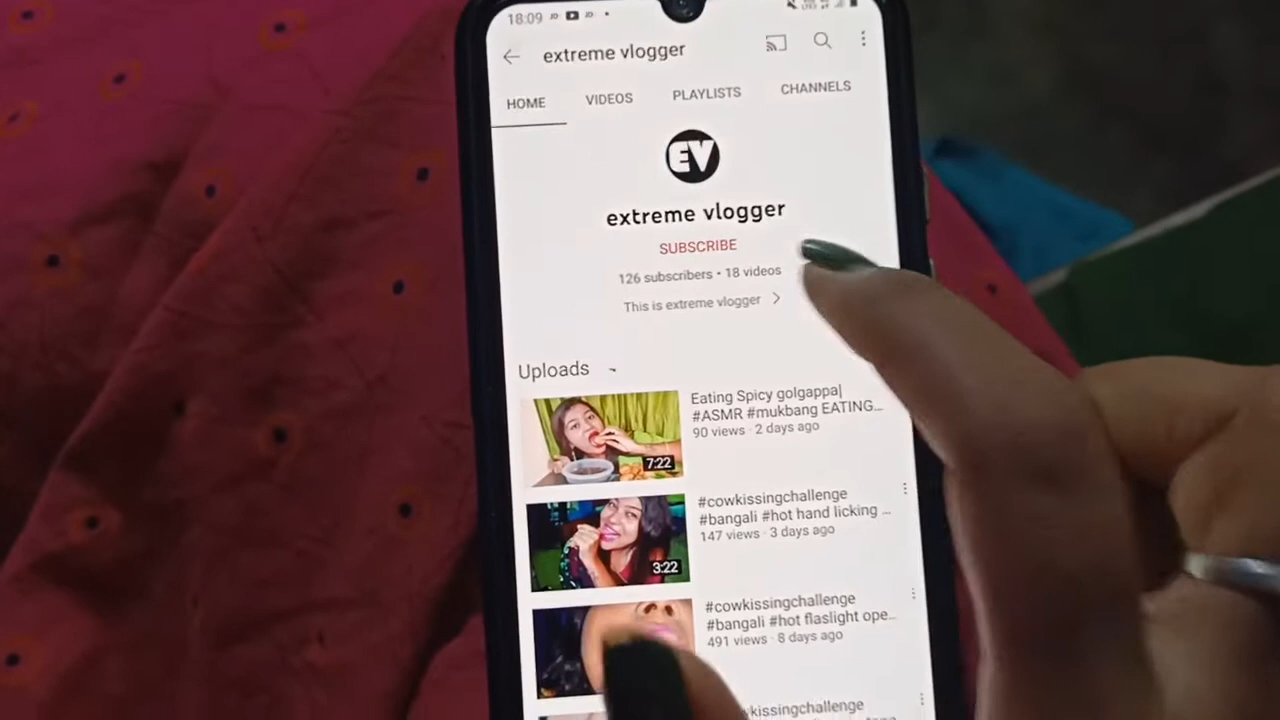 18:09
extreme vlogger
HOME VIDEOS PLAYLISTS CHANNELS
EV
extreme vlogger
SUBSCRIBE
126 subscribers • 18 videos
This is extreme vlogger
Uploads
Eating Spicy golgappa|
#ASMR #mukbang EATING...
90 views · 2 days ago
7:22
#cowkissingchallenge
#bangali #hot hand licking ...
147 views · 3 days ago
3:22
#cowkissingchallenge
#bangali #hot flaslight ope...
491 views · 8 days ago
wkissingchallenge